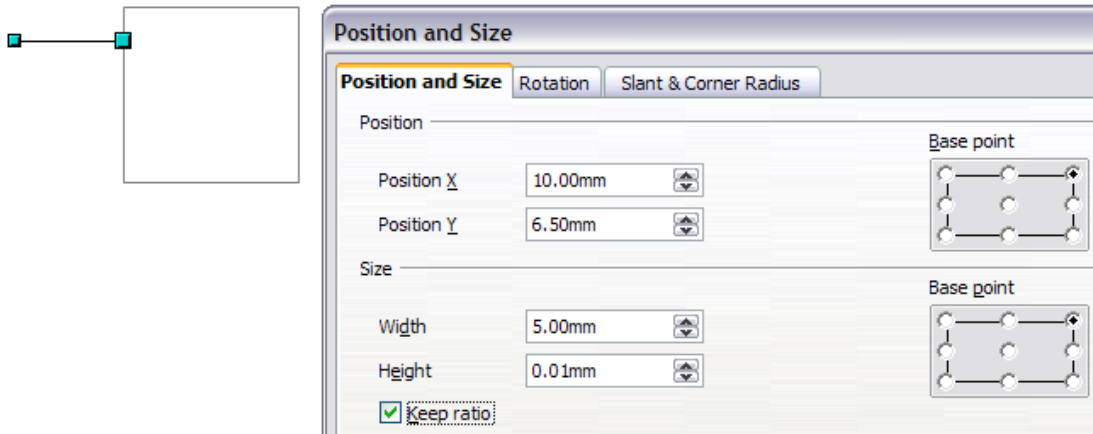 Position and Size
Position and Size Rotation Slant & Corner Radius
Position
Base point
Position X 10.00mm
Position Y 6.50mm
Size
Base point
Width 5.00mm
Height 0.01mm
Keep ratio